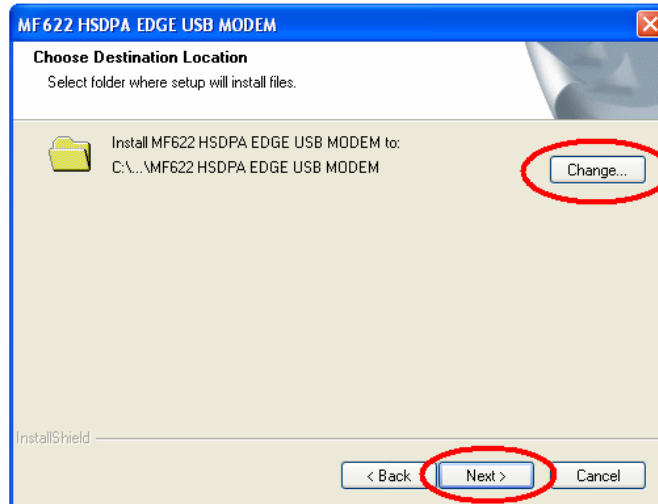 MF622 HSDPA EDGE USB MODEM
Choose Destination Location
Select folder where setup will install files.
Install MF622 HSDPA EDGE USB MODEM to:
C:\...\MF622 HSDPA EDGE USB MODEM
Change...
InstallShield
< Back
Next >
Cancel